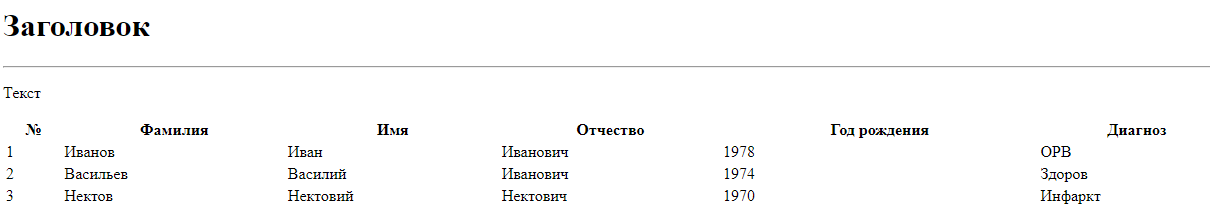 Заголовок
Текст
№ Фамилия Имя Отчество Год рождения Диагноз
1 Иванов Иван Иванович 1978 ОРВ
2 Васильев Василий Иванович 1974 Здоров
3 Нектов Нектовий Нектович 1970 Инфаркт